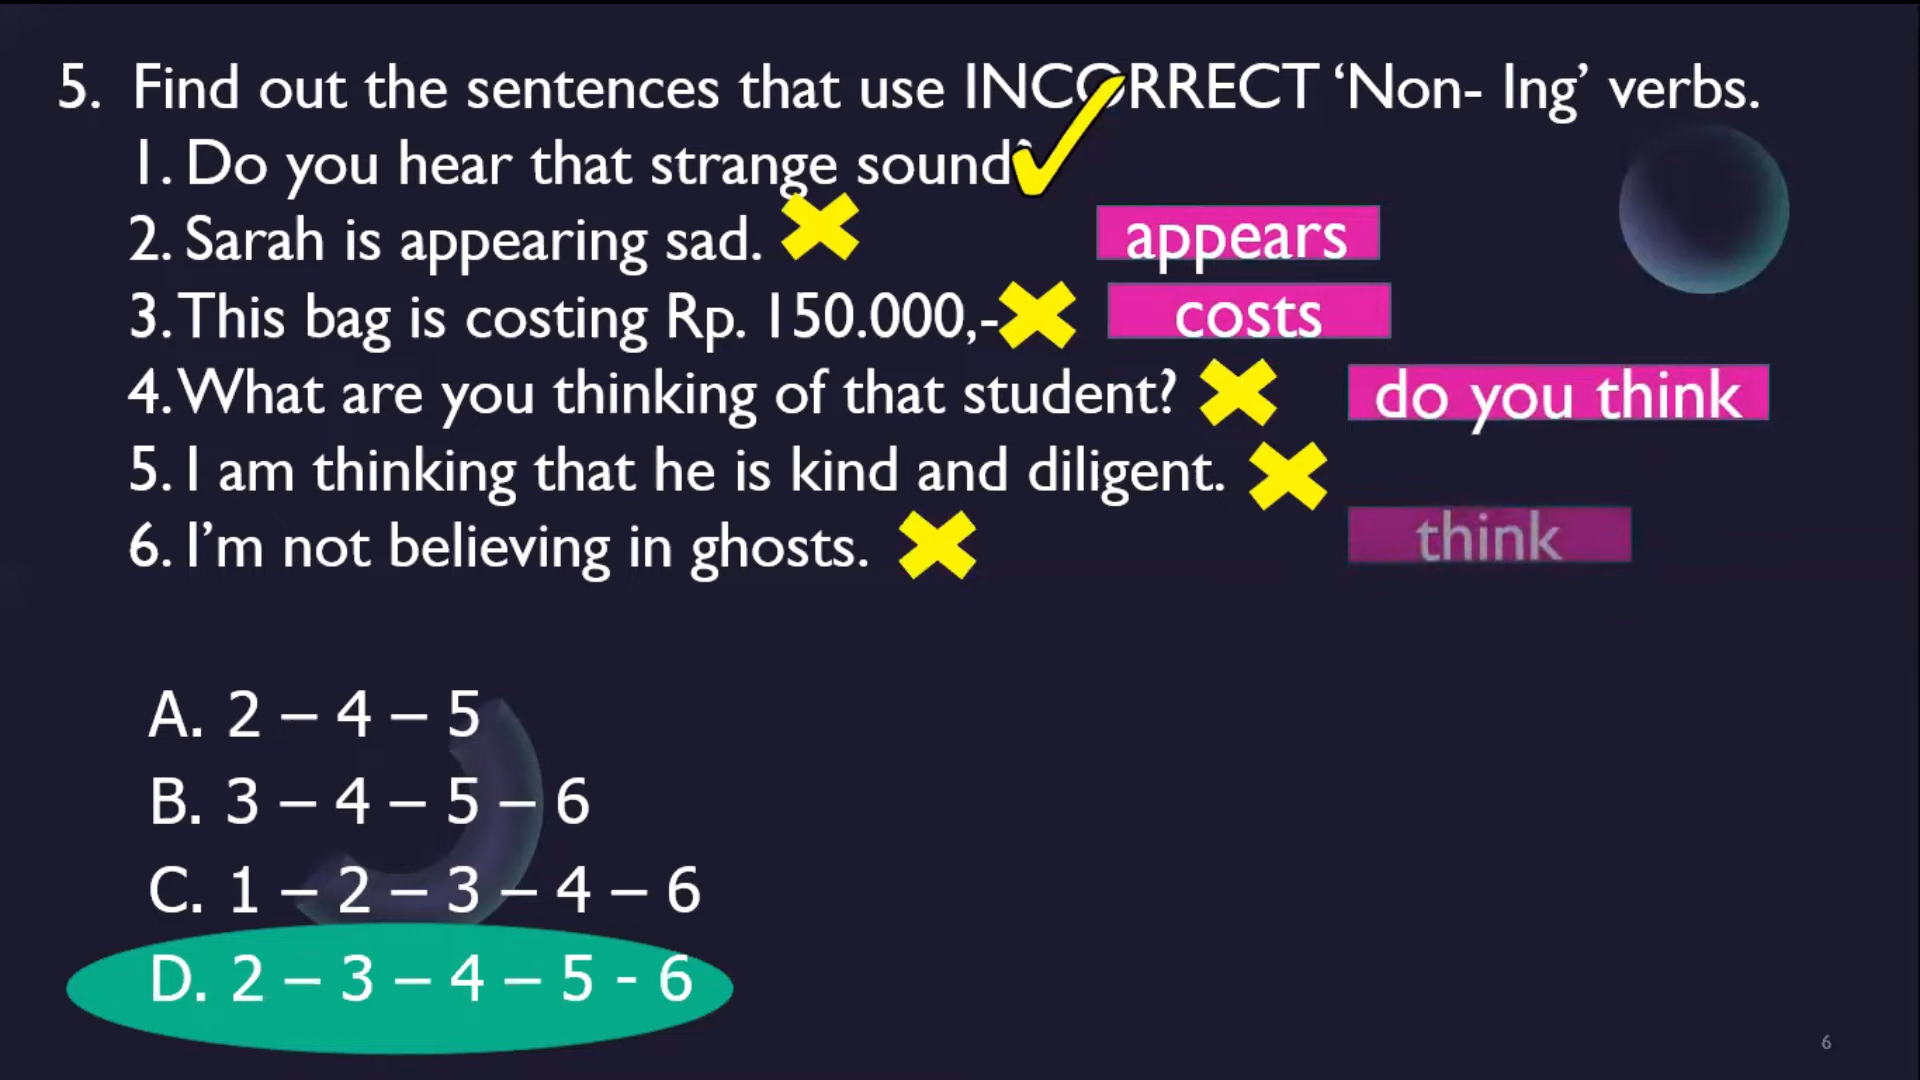 5. Find out the sentences that use INCORRECT ‘Non- Ing’ verbs.
1. Do you hear that strange sound?
2. Sarah is appearing sad.
appears
3. This bag is costing Rp. 150.000,-
costs
4. What are you thinking of that student?
do you think
5. I am thinking that he is kind and diligent.
6. I’m not believing in ghosts.
think
A. 2 – 4 – 5
B. 3 – 4 – 5 – 6
C. 1 – 2 – 3 – 4 – 6
D. 2 – 3 – 4 – 5 - 6
6